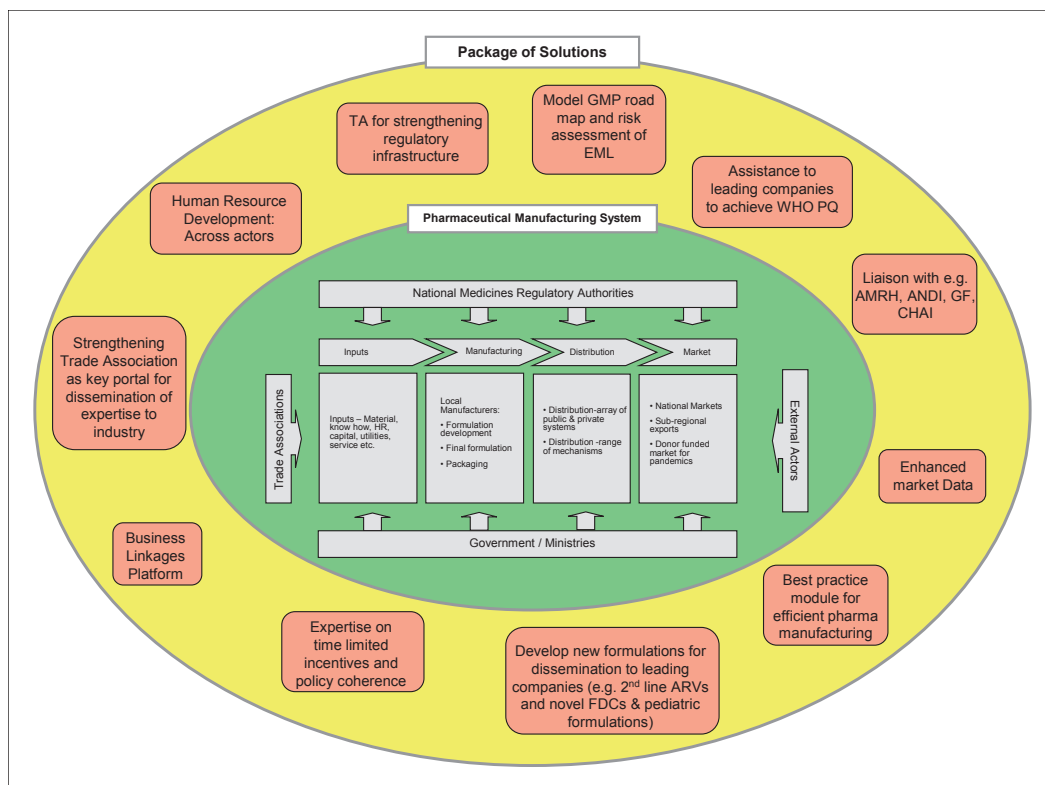 Package of Solutions
TA for strengthening
regulatory
infrastructure
Model GMP road
map and risk
assessment of
EML
Assistance to
leading companies
to achieve WHO PQ
Human Resource
Development:
Across actors
Liaison with e.g.
AMRH, ANDI, GF,
CHAI
Strengthening
Trade Association
as key portal for
dissemination of
expertise to
industry
Enhanced
market Data
Business
Linkages
Platform
Best practice
module for
efficient pharma
manufacturing
Expertise on
time limited
incentives and
policy coherence
Develop new formulations for
dissemination to leading
companies (e.g. 2nd line ARVs
and novel FDCs & pediatric
formulations)
Pharmaceutical Manufacturing System
National Medicines Regulatory Authorities
Inputs
Manufacturing
Distribution
Market
Trade Associations
Inputs – Material,
know how, HR,
capital, utilities,
service etc.
Local
Manufacturers:
• Formulation
development
• Final formulation
• Packaging
• Distribution-array of
public & private
systems
• Distribution -range
of mechanisms
• National Markets
• Sub-regional
exports
• Donor funded
market for
pandemics
External Actors
Government / Ministries